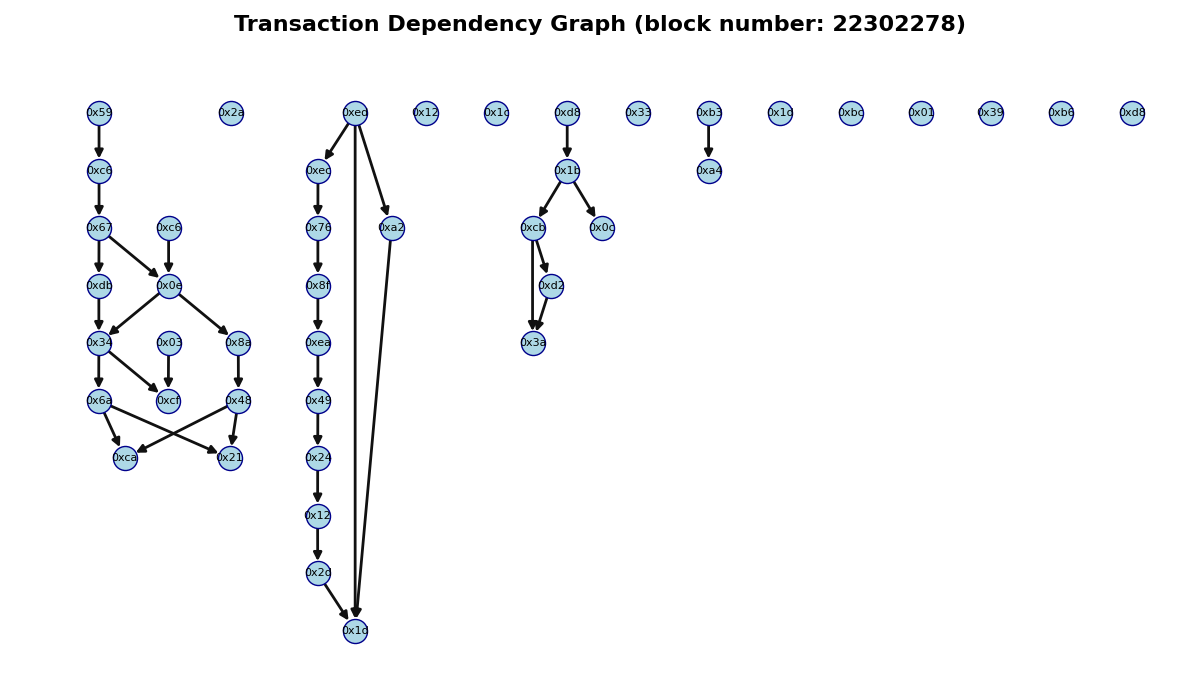 Transaction Dependency Graph (block number: 22302278)
0x59 0x2a 0xed 0x12 0x1c 0xd8 0x33 0xb3 0x1d 0xbc 0x01 0x39 0xb6 0xd8
0xc6 0xec 0x1b 0xa4
0x67 0xc6 0x76 0xa2 0xcb 0x0c
0xdb 0x0e 0x8f 0xd2
0x34 0x03 0x8a 0xea 0x3a
0x6a 0xcf 0x48 0x49
0xca 0x21 0x24
0x12
0x2d
0x1d